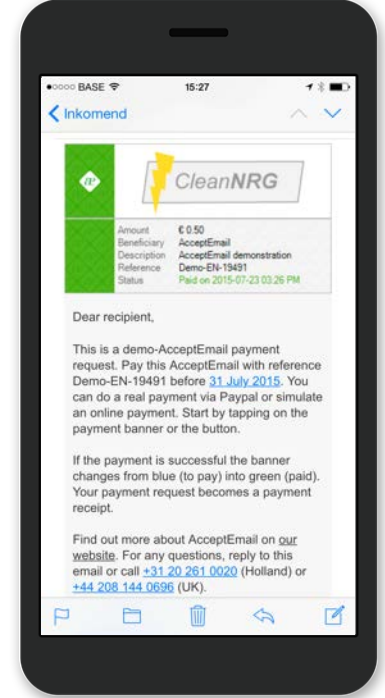 BASE 15:27
Inkomend
æ CleanNRG
Amount € 0.50
Beneficiary AcceptEmail
Description AcceptEmail demonstration
Reference Demo-EN-19491
Status Paid on 2015-07-23 03.26 PM
Dear recipient,
This is a demo-AcceptEmail payment
request. Pay this AcceptEmail with reference
Demo-EN-19491 before 31 July 2015. You
can do a real payment via Paypal or simulate
an online payment. Start by tapping on the
payment banner or the button.
If the payment is successful the banner
changes from blue (to pay) into green (paid).
Your payment request becomes a payment
receipt.
Find out more about AcceptEmail on our
website. For any questions, reply to this
email or call +31 20 261 0020 (Holland) or
+44 208 144 0696 (UK).